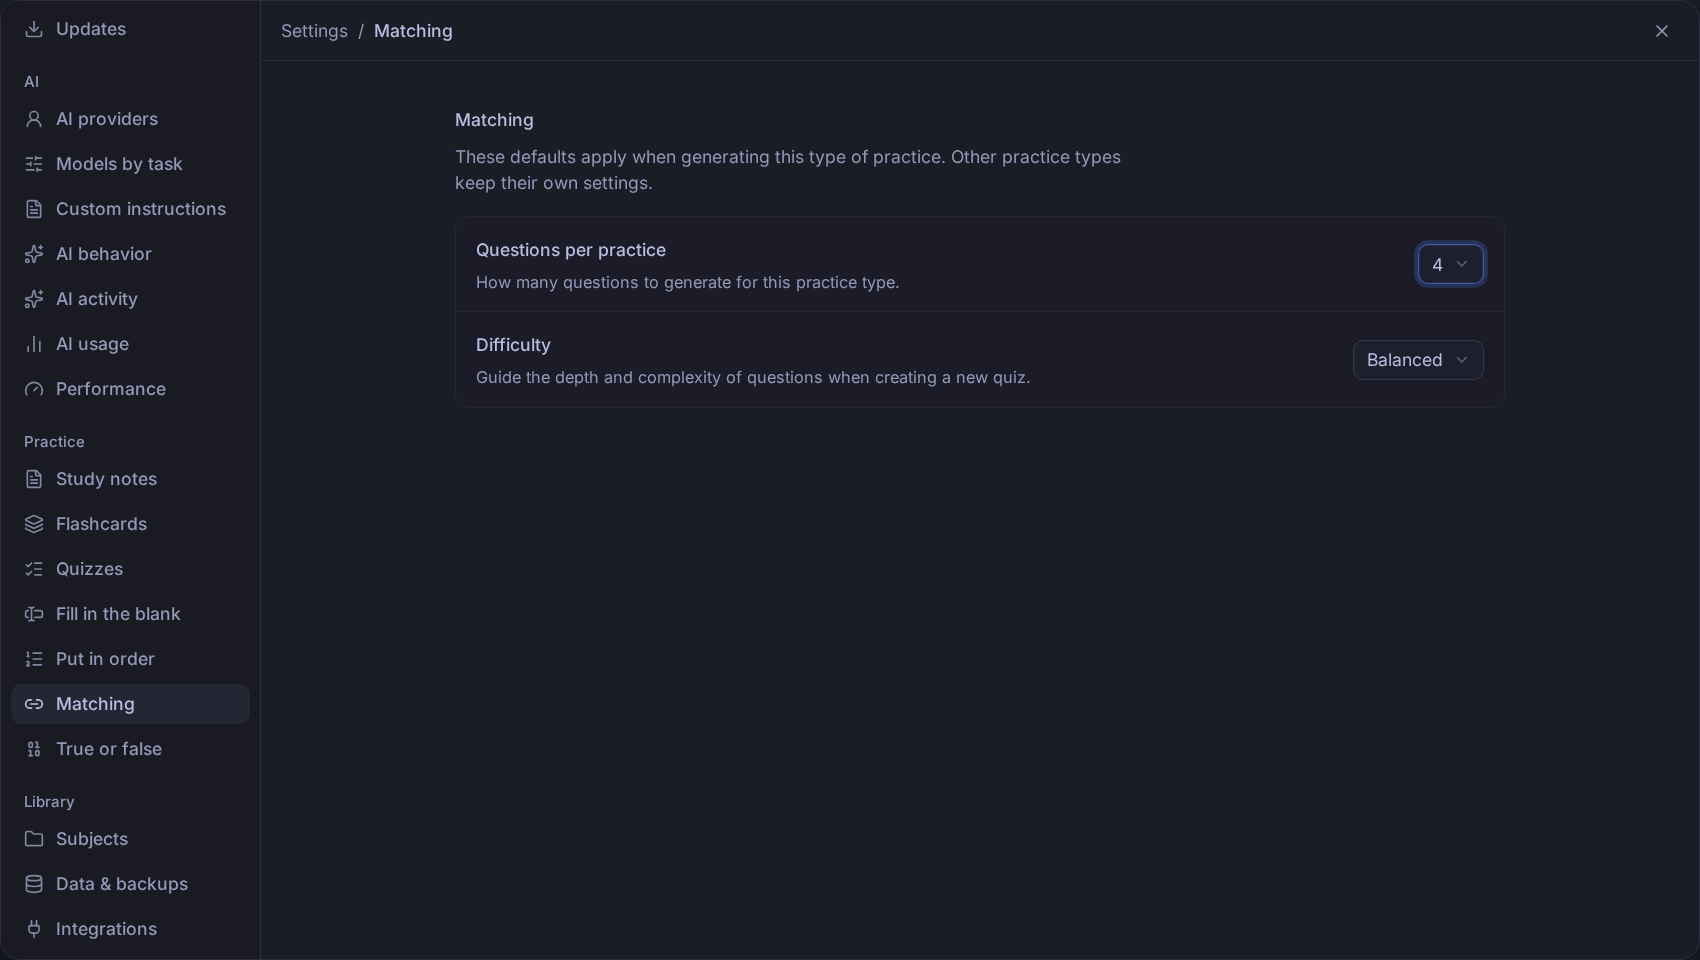 Updates
AI
AI providers
Models by task
Custom instructions
AI behavior
AI activity
AI usage
Performance
Practice
Study notes
Flashcards
Quizzes
Fill in the blank
Put in order
Matching
True or false
Library
Subjects
Data & backups
Integrations
Settings / Matching
Matching
These defaults apply when generating this type of practice. Other practice types
keep their own settings.
Questions per practice
How many questions to generate for this practice type.
4
Difficulty
Guide the depth and complexity of questions when creating a new quiz.
Balanced